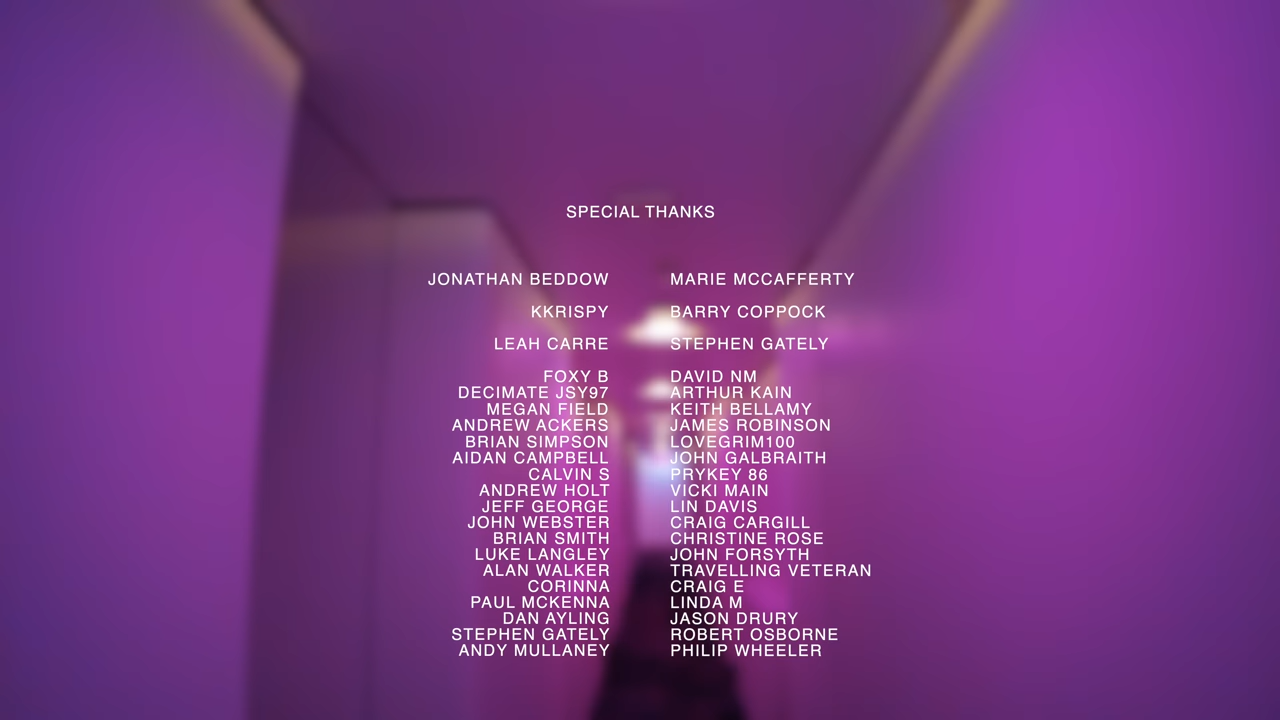 SPECIAL THANKS
JONATHAN BEDDOW MARIE MCCAFFERTY
KKRISPY BARRY COPPOCK
LEAH CARRE STEPHEN GATELY
FOXY B DAVID NM
DECIMATE JSY97 ARTHUR KAIN
MEGAN FIELD KEITH BELLAMY
ANDREW ACKERS JAMES ROBINSON
BRIAN SIMPSON LOVEGRIM100
AIDAN CAMPBELL JOHN GALBRAITH
CALVIN S PRYKEY 86
ANDREW HOLT VICKI MAIN
JEFF GEORGE LIN DAVIS
JOHN WEBSTER CRAIG CARGILL
BRIAN SMITH CHRISTINE ROSE
LUKE LANGLEY JOHN FORSYTH
ALAN WALKER TRAVELLING VETERAN
CORINNA CRAIG E
PAUL MCKENNA LINDA M
DAN AYLING JASON DRURY
STEPHEN GATELY ROBERT OSBORNE
ANDY MULLANEY PHILIP WHEELER